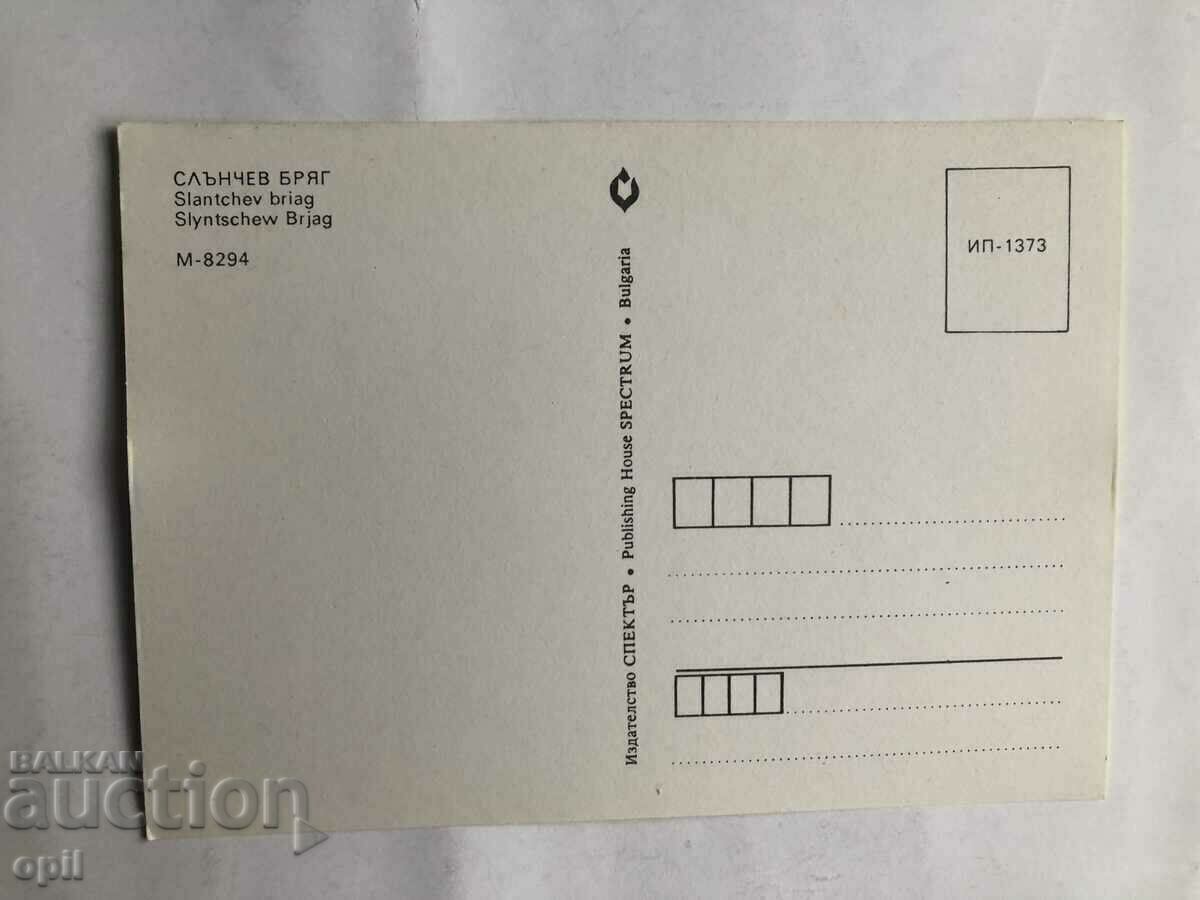 СЛЪНЧЕВ БРЯГ
Slantchev briag
Slyntschew Brjag
М-8294
Издателство СПЕКТЪР • Publishing House SPECTRUM • Bulgaria
ИП-1373
BALKAN
auction
opil